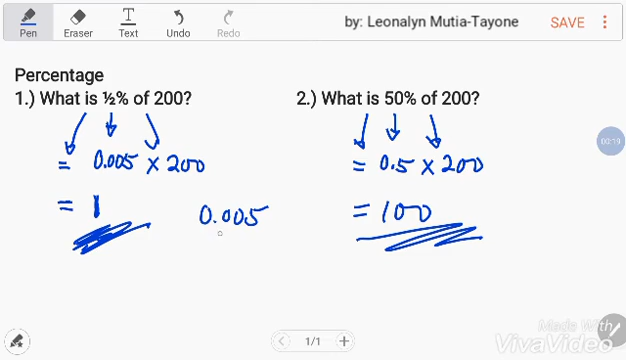 Pen Eraser Text Undo Redo by: Leonalyn Mutia-Tayone SAVE
Percentage
1.) What is ½% of 200?
= 0.005 × 200
= 1
0.005
2.) What is 50% of 200?
= 0.5 × 200
= 100
00:19
1/1
Made With
VivaVideo